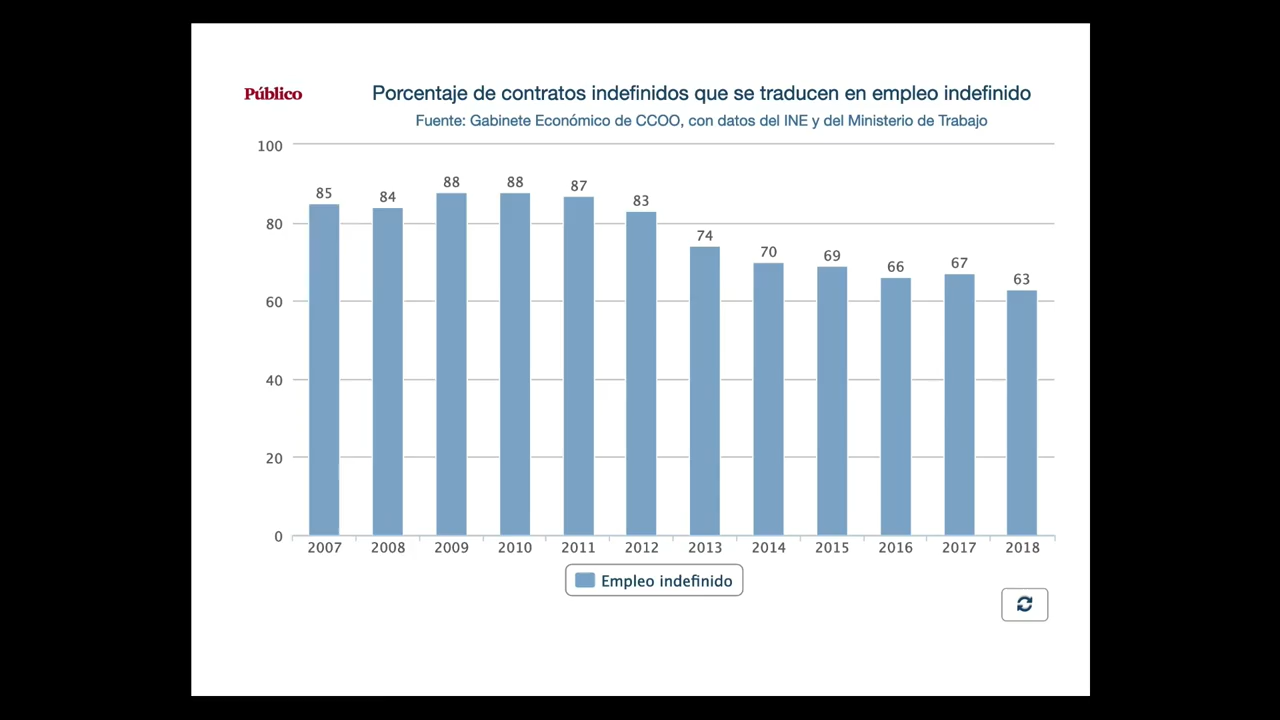 Público
Porcentaje de contratos indefinidos que se traducen en empleo indefinido
Fuente: Gabinete Económico de CCOO, con datos del INE y del Ministerio de Trabajo
100
80
60
40
20
0
85 84 88 88 87 83 74 70 69 66 67 63
2007 2008 2009 2010 2011 2012 2013 2014 2015 2016 2017 2018
Empleo indefinido